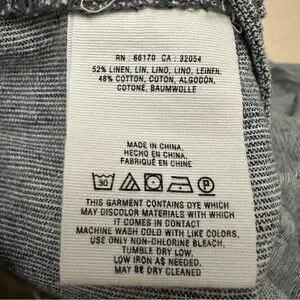 RN : 66170 CA : 32054
52% LINEN, LIN, LINO, LINO, LEINEN.
48% COTTON, COTON, ALGODÓN,
COTONE, BAUMWOLLE
MADE IN CHINA.
HECHO EN CHINA.
FABRIQUÉ EN CHINE
30 P
THIS GARMENT CONTAINS DYE WHICH
MAY DISCOLOR MATERIALS WITH WHICH
IT COMES IN CONTACT
MACHINE WASH COLD WITH LIKE COLORS.
USE ONLY NON-CHLORINE BLEACH.
TUMBLE DRY LOW.
LOW IRON AS NEEDED.
MAY BE DRY CLEANED